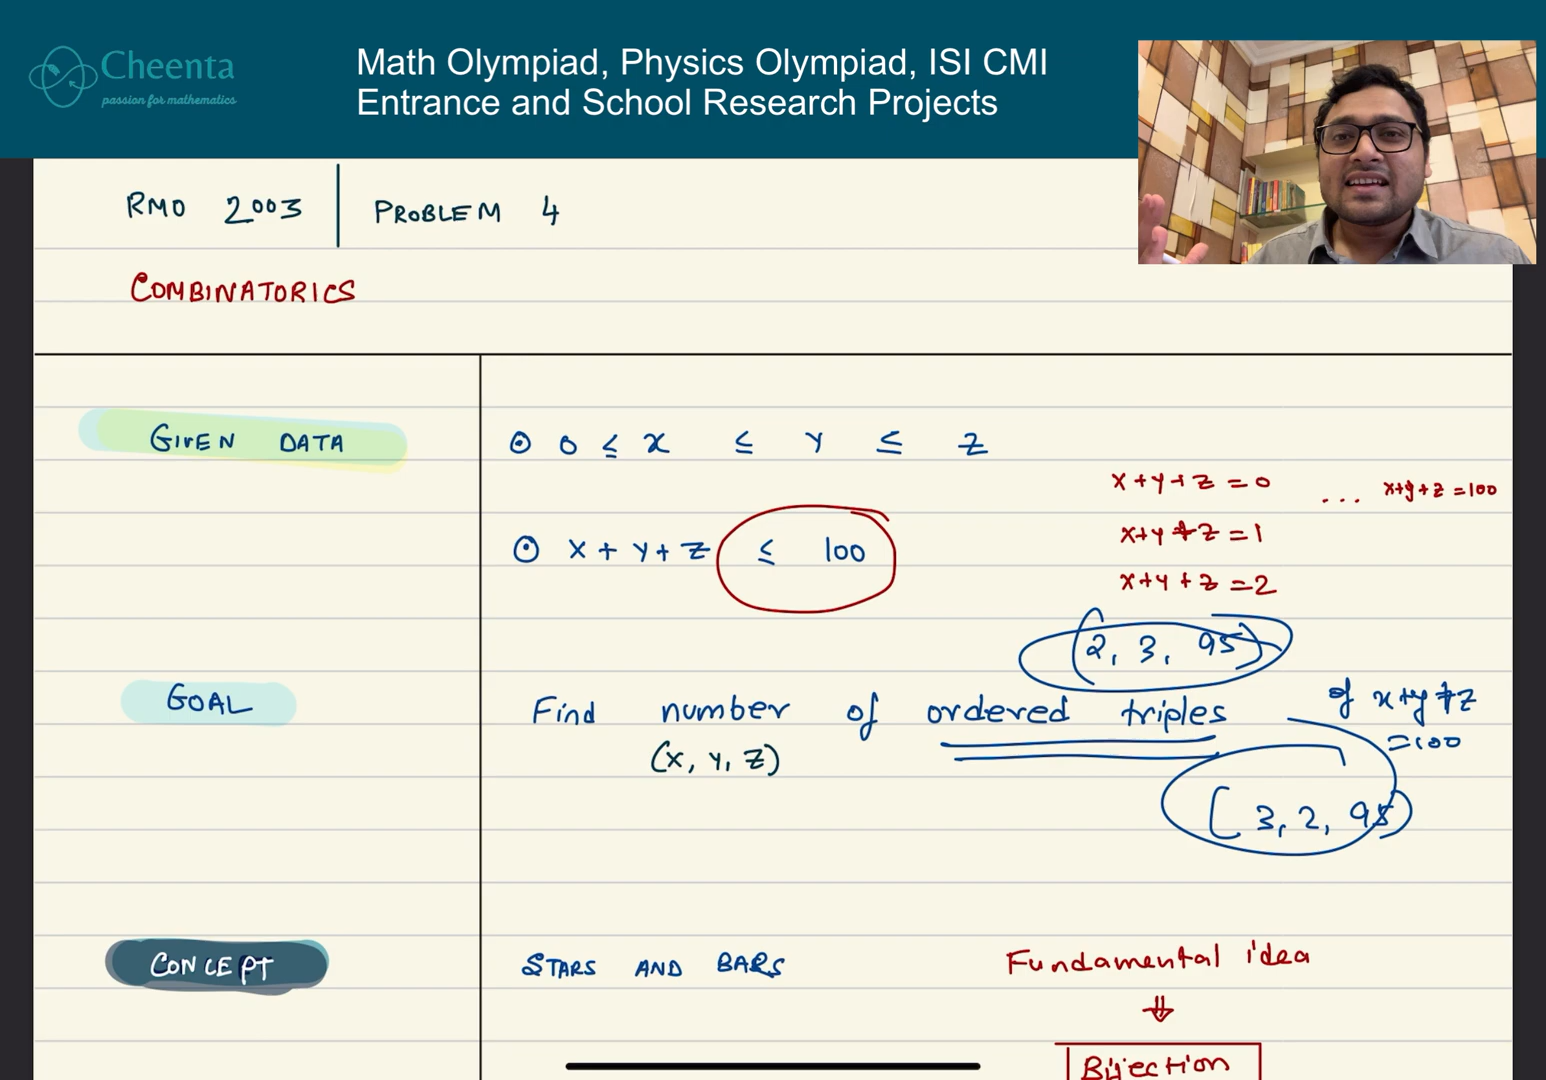 Cheenta
passion for mathematics
Math Olympiad, Physics Olympiad, ISI CMI
Entrance and School Research Projects
RMO 2003 | PROBLEM 4
COMBINATORICS
GIVEN DATA
⊙ 0 ≤ x ≤ y ≤ z
x+y+z=0 ... x+y+z=100
⊙ x+y+z ≤ 100
x+y+z=1
x+y+z=2
(2, 3, 95)
GOAL
Find number of ordered triples
of x+y+z
=100
(x, y, z)
(3, 2, 95)
CONCEPT
STARS AND BARS
Fundamental idea
⇓
Bijection